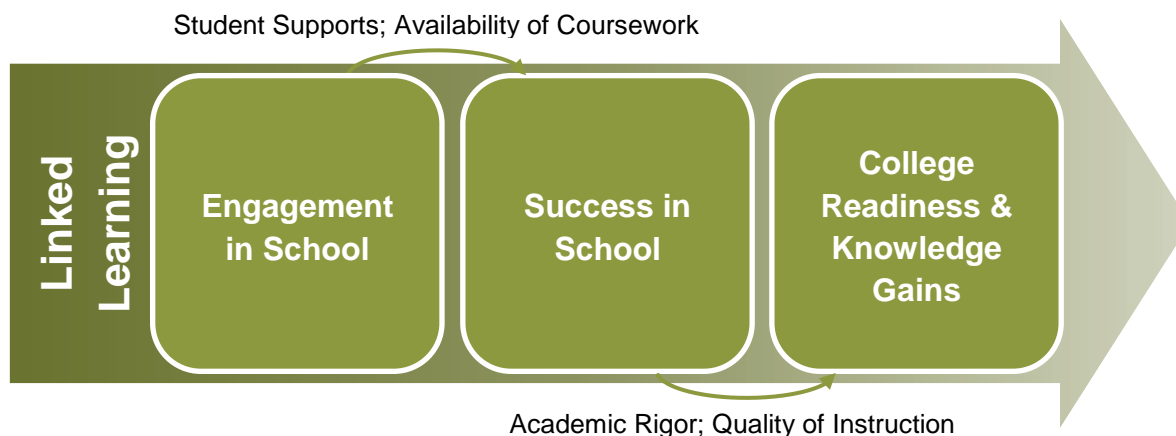 Student Supports; Availability of Coursework
Linked
Learning
Engagement
in School
Success in
School
College
Readiness &
Knowledge
Gains
Academic Rigor; Quality of Instruction